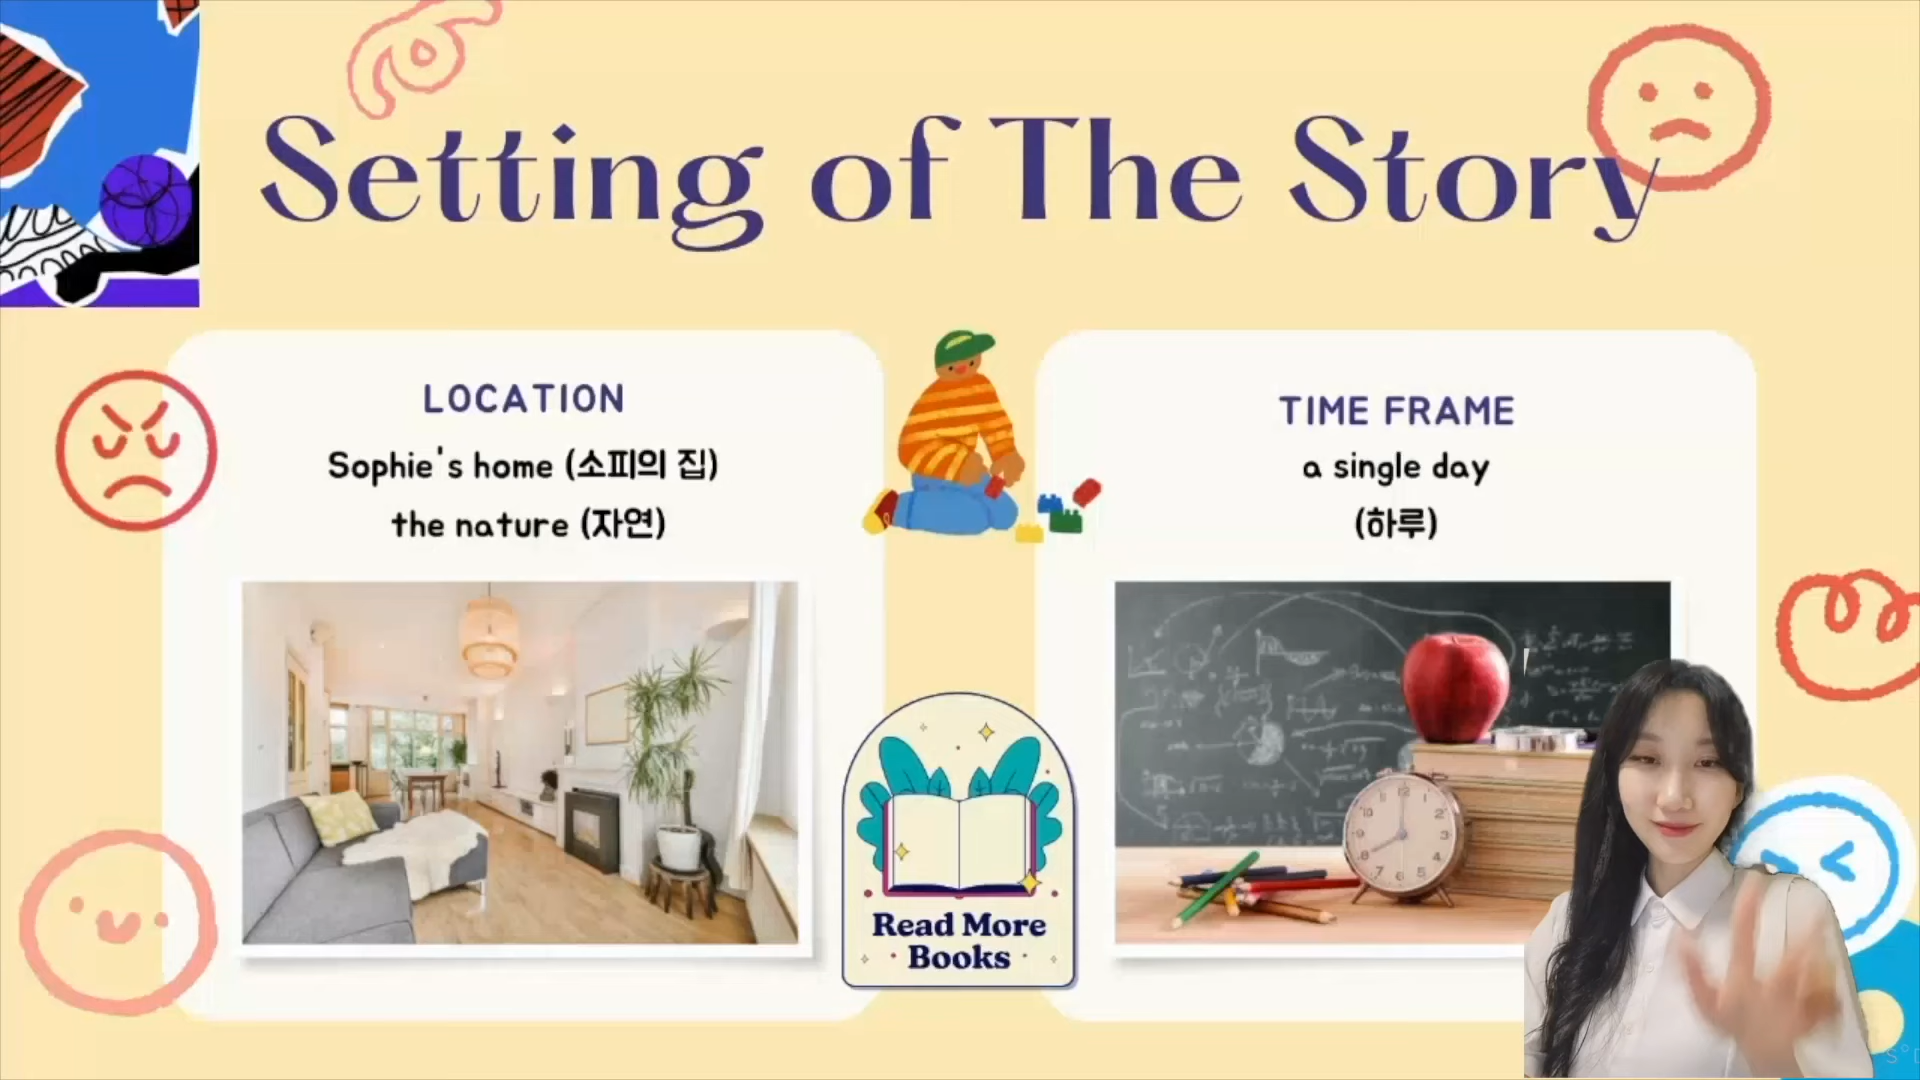 Setting of The Story
LOCATION
Sophie's home (소피의 집)
the nature (자연)
TIME FRAME
a single day
(하루)
Read More
Books